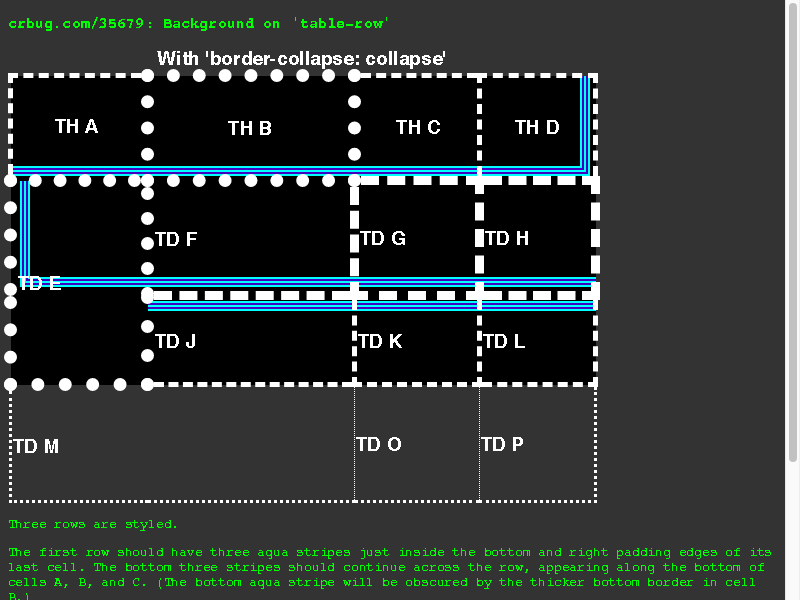 crbug.com/35679: Background on 'table-row'
With 'border-collapse: collapse'
TH A TH B TH C TH D
TD E TD F TD G TD H
TD J TD K TD L
TD M TD O TD P
Three rows are styled.
The first row should have three aqua stripes just inside the bottom and right padding edges of its
last cell. The bottom three stripes should continue across the row, appearing along the bottom of
cells A, B, and C. (The bottom aqua stripe will be obscured by the thicker bottom border in cell
B.)